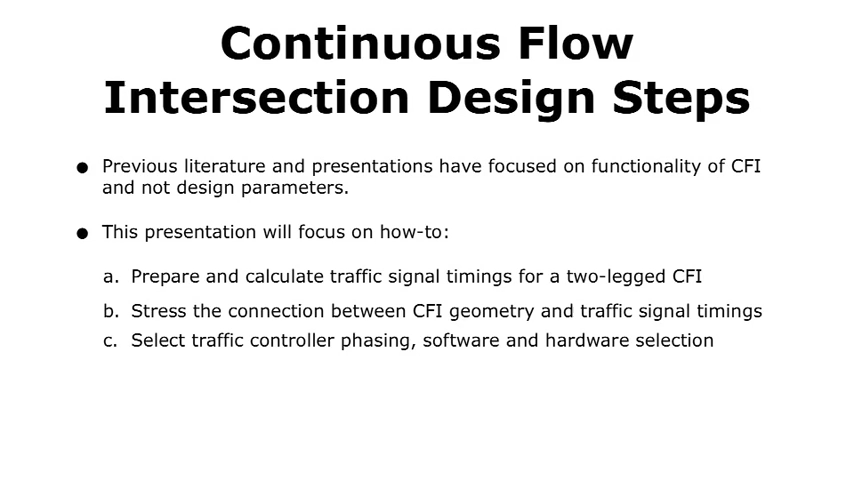 Continuous Flow
Intersection Design Steps
● Previous literature and presentations have focused on functionality of CFI
and not design parameters.
● This presentation will focus on how-to:
a. Prepare and calculate traffic signal timings for a two-legged CFI
b. Stress the connection between CFI geometry and traffic signal timings
c. Select traffic controller phasing, software and hardware selection